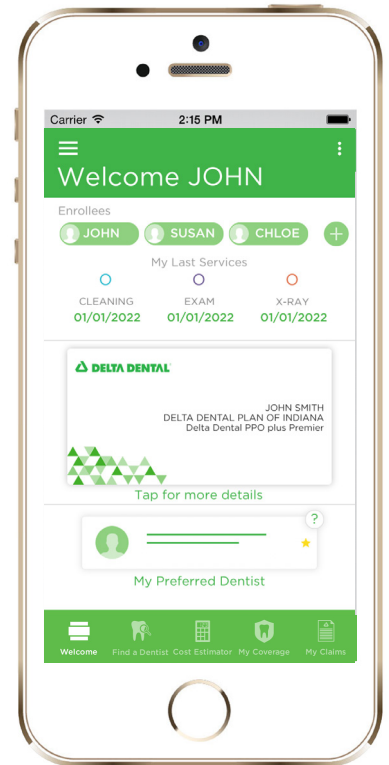 Carrier 2:15 PM
Welcome JOHN
Enrollees
JOHN SUSAN CHLOE +
My Last Services
CLEANING EXAM X-RAY
01/01/2022 01/01/2022 01/01/2022
DELTA DENTAL®
JOHN SMITH
DELTA DENTAL PLAN OF INDIANA
Delta Dental PPO plus Premier
Tap for more details
?
My Preferred Dentist
Welcome Find a Dentist Cost Estimator My Coverage My Claims